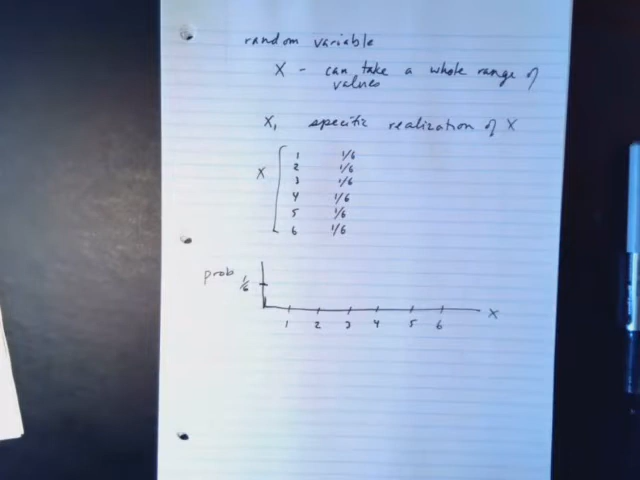 random variable
X - can take a whole range of
values
X, specific realization of X
1 1/6
2 1/6
X 3 1/6
4 1/6
5 1/6
6 1/6
prob 1/6
1 2 3 4 5 6 X